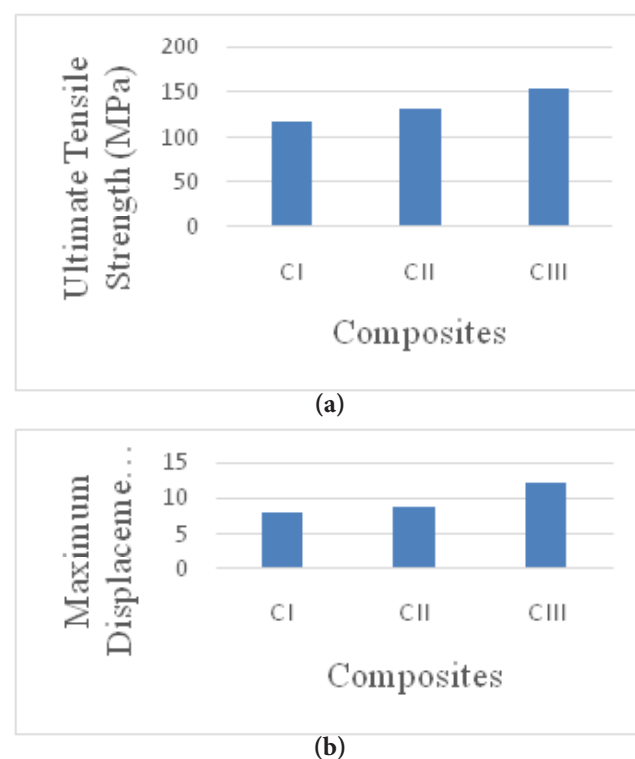 Ultimate Tensile
Strength (MPa)
200
150
100
50
0
CI CII CIII
Composites
(a)
Maximum
Displaceme...
15
10
5
0
CI CII CIII
Composites
(b)